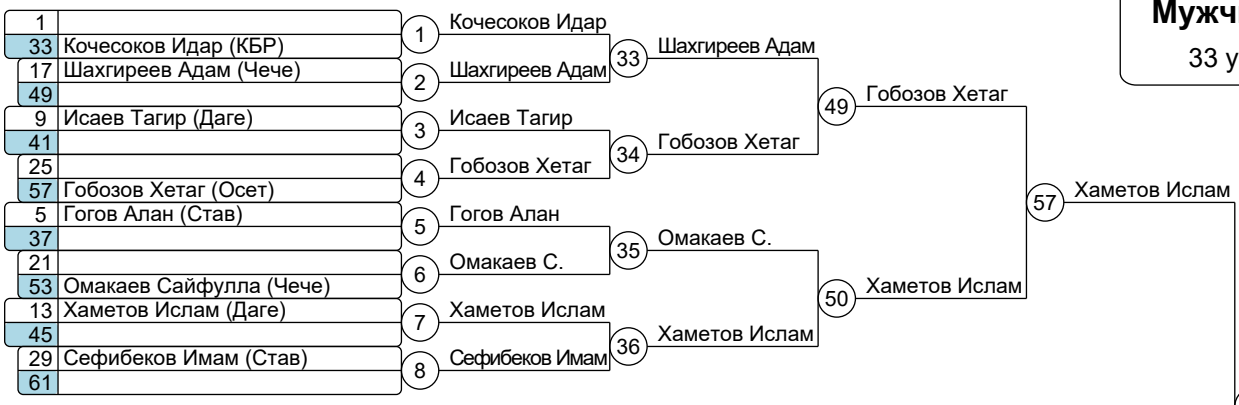 Мужч
33 у
1
33 Кочесоков Идар (КБР)
17 Шахгиреев Адам (Чече)
49
9 Исаев Тагир (Даге)
41
25
57 Гобозов Хетаг (Осет)
5 Гогов Алан (Став)
37
21
53 Омакаев Сайфулла (Чече)
13 Хаметов Ислам (Даге)
45
29 Сефибеков Имам (Став)
61
1 Кочесоков Идар
2 Шахгиреев Адам
3 Исаев Тагир
4 Гобозов Хетаг
5 Гогов Алан
6 Омакаев С.
7 Хаметов Ислам
8 Сефибеков Имам
33 Шахгиреев Адам
34 Гобозов Хетаг
35 Омакаев С.
36 Хаметов Ислам
49 Гобозов Хетаг
50 Хаметов Ислам
57 Хаметов Ислам